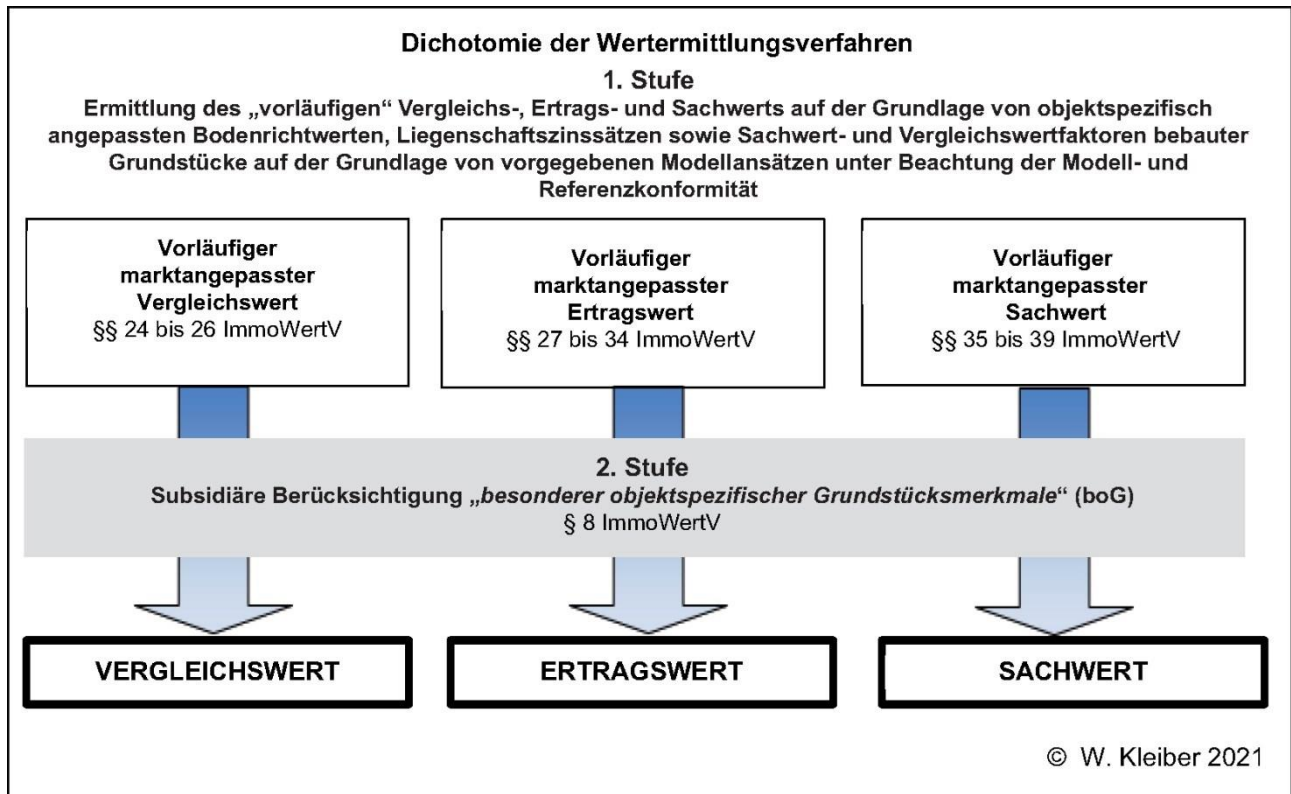 Dichotomie der Wertermittlungsverfahren
1. Stufe
Ermittlung des „vorläufigen“ Vergleichs-, Ertrags- und Sachwerts auf der Grundlage von objektspezifisch
angepassten Bodenrichtwerten, Liegenschaftszinssätzen sowie Sachwert- und Vergleichswertfaktoren bebauter
Grundstücke auf der Grundlage von vorgegebenen Modellansätzen unter Beachtung der Modell- und
Referenzkonformität
Vorläufiger
marktangepasster
Vergleichswert
§§ 24 bis 26 ImmoWertV
Vorläufiger
marktangepasster
Ertragswert
§§ 27 bis 34 ImmoWertV
Vorläufiger
marktangepasster
Sachwert
§§ 35 bis 39 ImmoWertV
2. Stufe
Subsidiäre Berücksichtigung „besonderer objektspezifischer Grundstücksmerkmale“ (boG)
§ 8 ImmoWertV
VERGLEICHSWERT
ERTRAGSWERT
SACHWERT
© W. Kleiber 2021